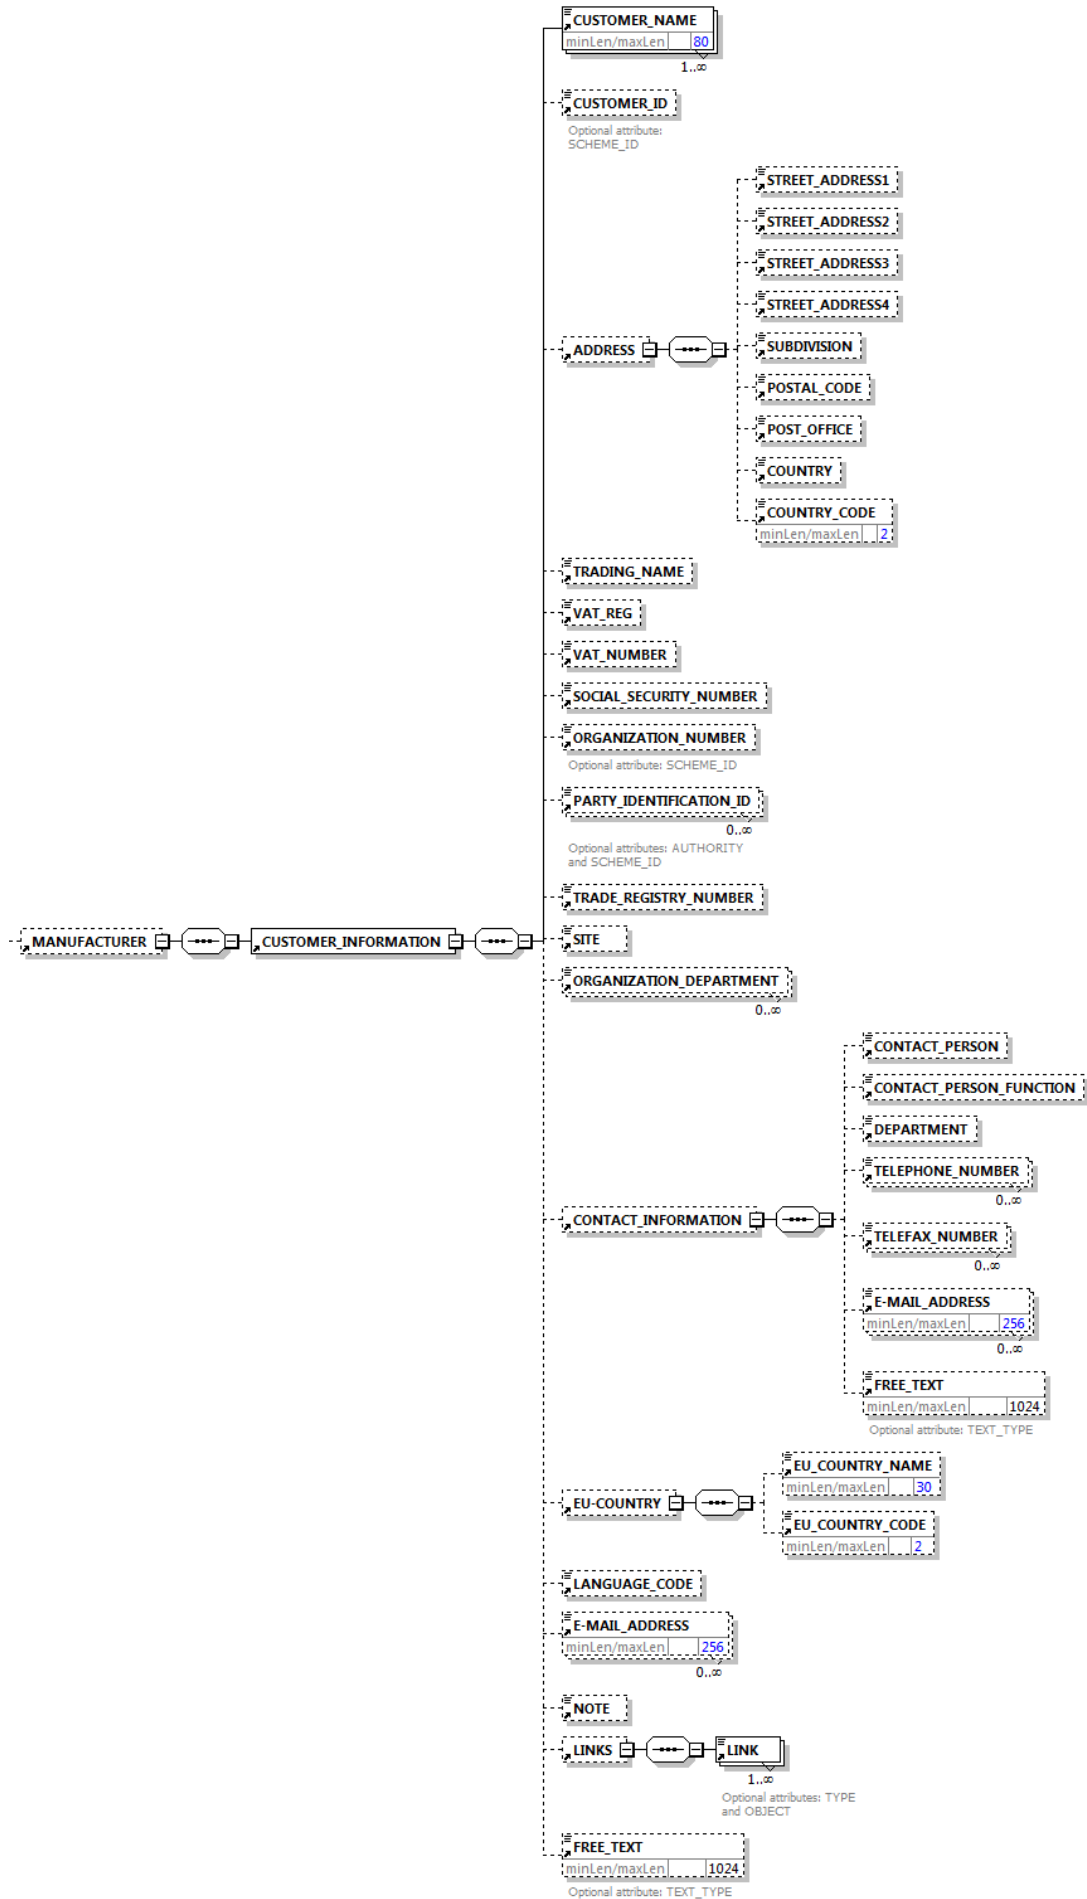 CUSTOMER_NAME
minLen/maxLen 80
1..∞
CUSTOMER_ID
Optional attribute:
SCHEME_ID
STREET_ADDRESS1
STREET_ADDRESS2
STREET_ADDRESS3
STREET_ADDRESS4
ADDRESS
SUBDIVISION
POSTAL_CODE
POST_OFFICE
COUNTRY
COUNTRY_CODE
minLen/maxLen 2
TRADING_NAME
VAT_REG
VAT_NUMBER
SOCIAL_SECURITY_NUMBER
ORGANIZATION_NUMBER
Optional attribute: SCHEME_ID
PARTY_IDENTIFICATION_ID
0..∞
Optional attributes: AUTHORITY
and SCHEME_ID
TRADE_REGISTRY_NUMBER
MANUFACTURER
CUSTOMER_INFORMATION
SITE
ORGANIZATION_DEPARTMENT
0..∞
CONTACT_PERSON
CONTACT_PERSON_FUNCTION
DEPARTMENT
TELEPHONE_NUMBER
0..∞
CONTACT_INFORMATION
TELEFAX_NUMBER
0..∞
E-MAIL_ADDRESS
minLen/maxLen 256
0..∞
FREE_TEXT
minLen/maxLen 1024
Optional attribute: TEXT_TYPE
EU_COUNTRY_NAME
minLen/maxLen 30
EU-COUNTRY
EU_COUNTRY_CODE
minLen/maxLen 2
LANGUAGE_CODE
E-MAIL_ADDRESS
minLen/maxLen 256
0..∞
NOTE
LINKS
LINK
1..∞
Optional attributes: TYPE
and OBJECT
FREE_TEXT
minLen/maxLen 1024
Optional attribute: TEXT_TYPE